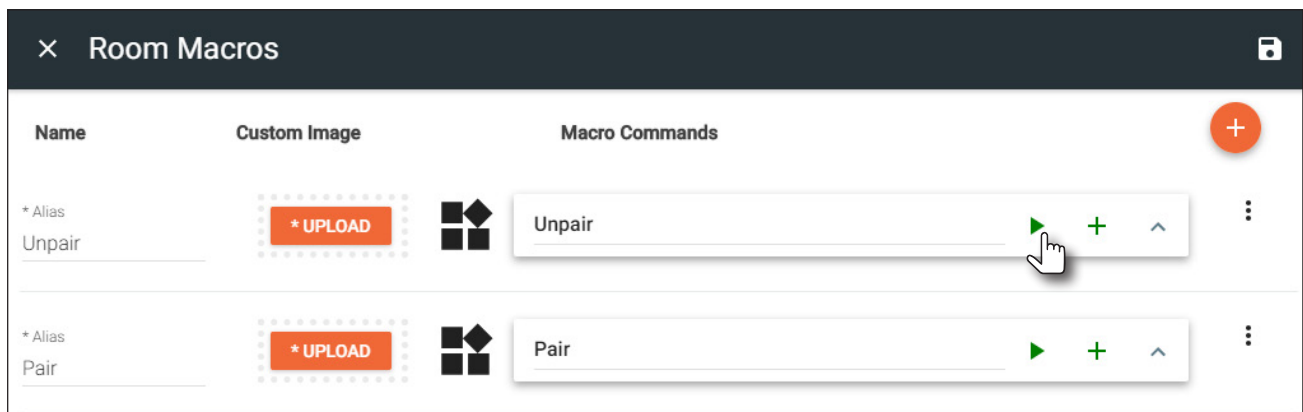 Room Macros
Name Custom Image Macro Commands
* Alias
Unpair
* UPLOAD
Unpair
* Alias
Pair
* UPLOAD
Pair